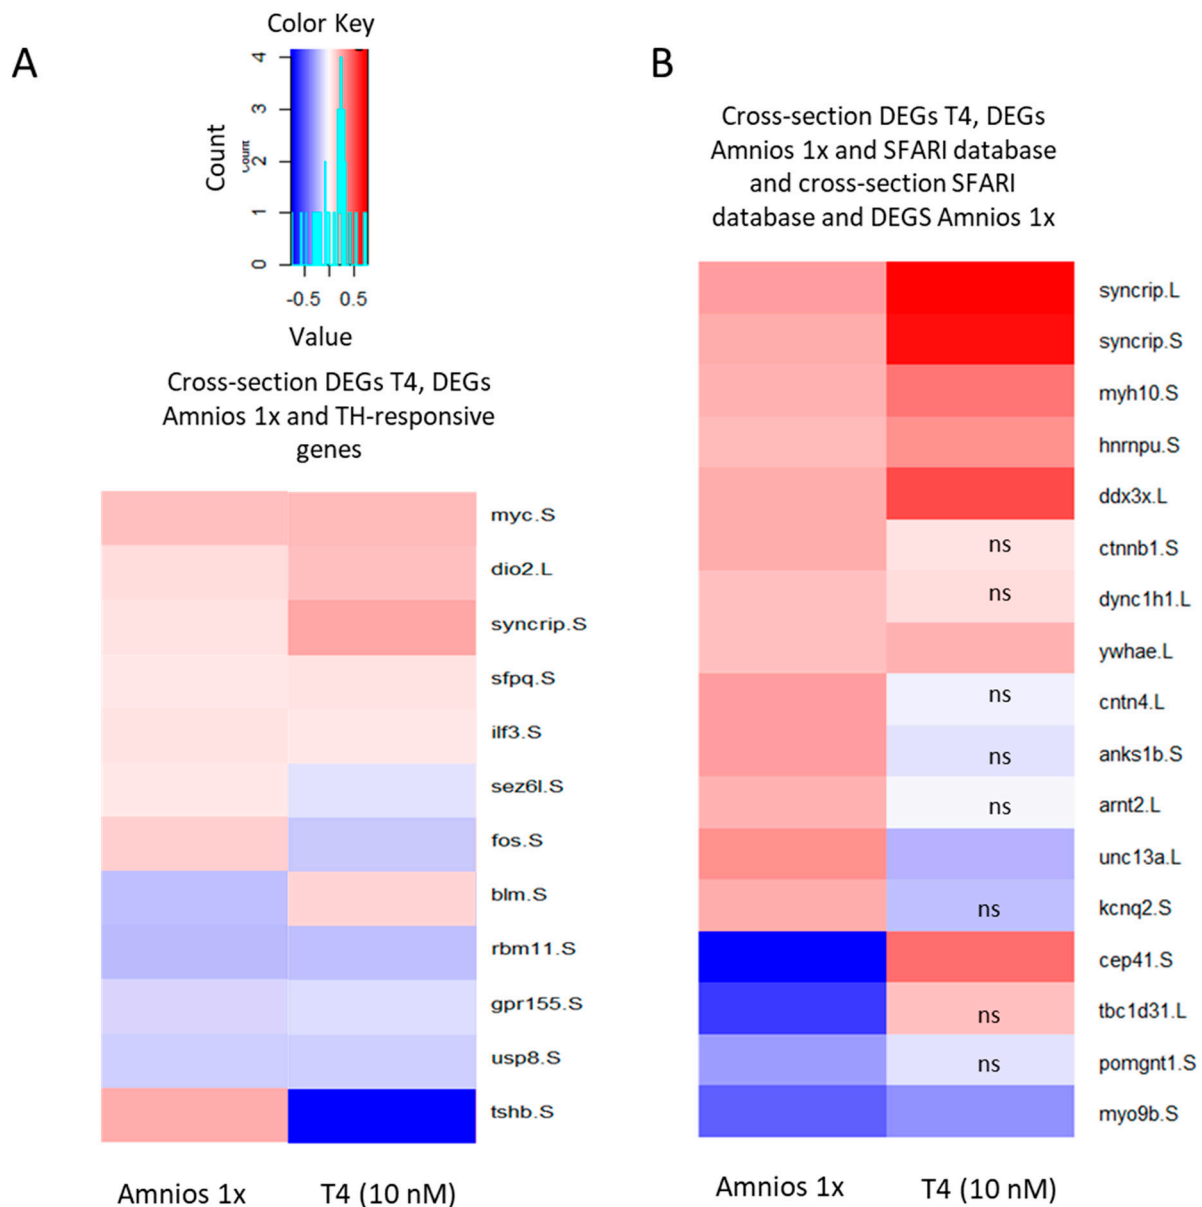 A
Color Key
Count
Count
4
3
2
1
0
-0.5 0.5
Value
Cross-section DEGs T4, DEGs
Amnios 1x and TH-responsive
genes
myc.S
dio2.L
syncrip.S
sfpq.S
ilf3.S
sez6l.S
fos.S
blm.S
rbm11.S
gpr155.S
usp8.S
tshb.S
Amnios 1x T4 (10 nM)
B
Cross-section DEGs T4, DEGs
Amnios 1x and SFARI database
and cross-section SFARI
database and DEGS Amnios 1x
syncrip.L
syncrip.S
myh10.S
hnrnpu.S
ddx3x.L
ns ctnnb1.S
ns dync1h1.L
ywhae.L
ns cntn4.L
ns anks1b.S
ns arnt2.L
unc13a.L
ns kcnq2.S
cep41.S
ns tbc1d31.L
ns pomgnt1.S
myo9b.S
Amnios 1x T4 (10 nM)